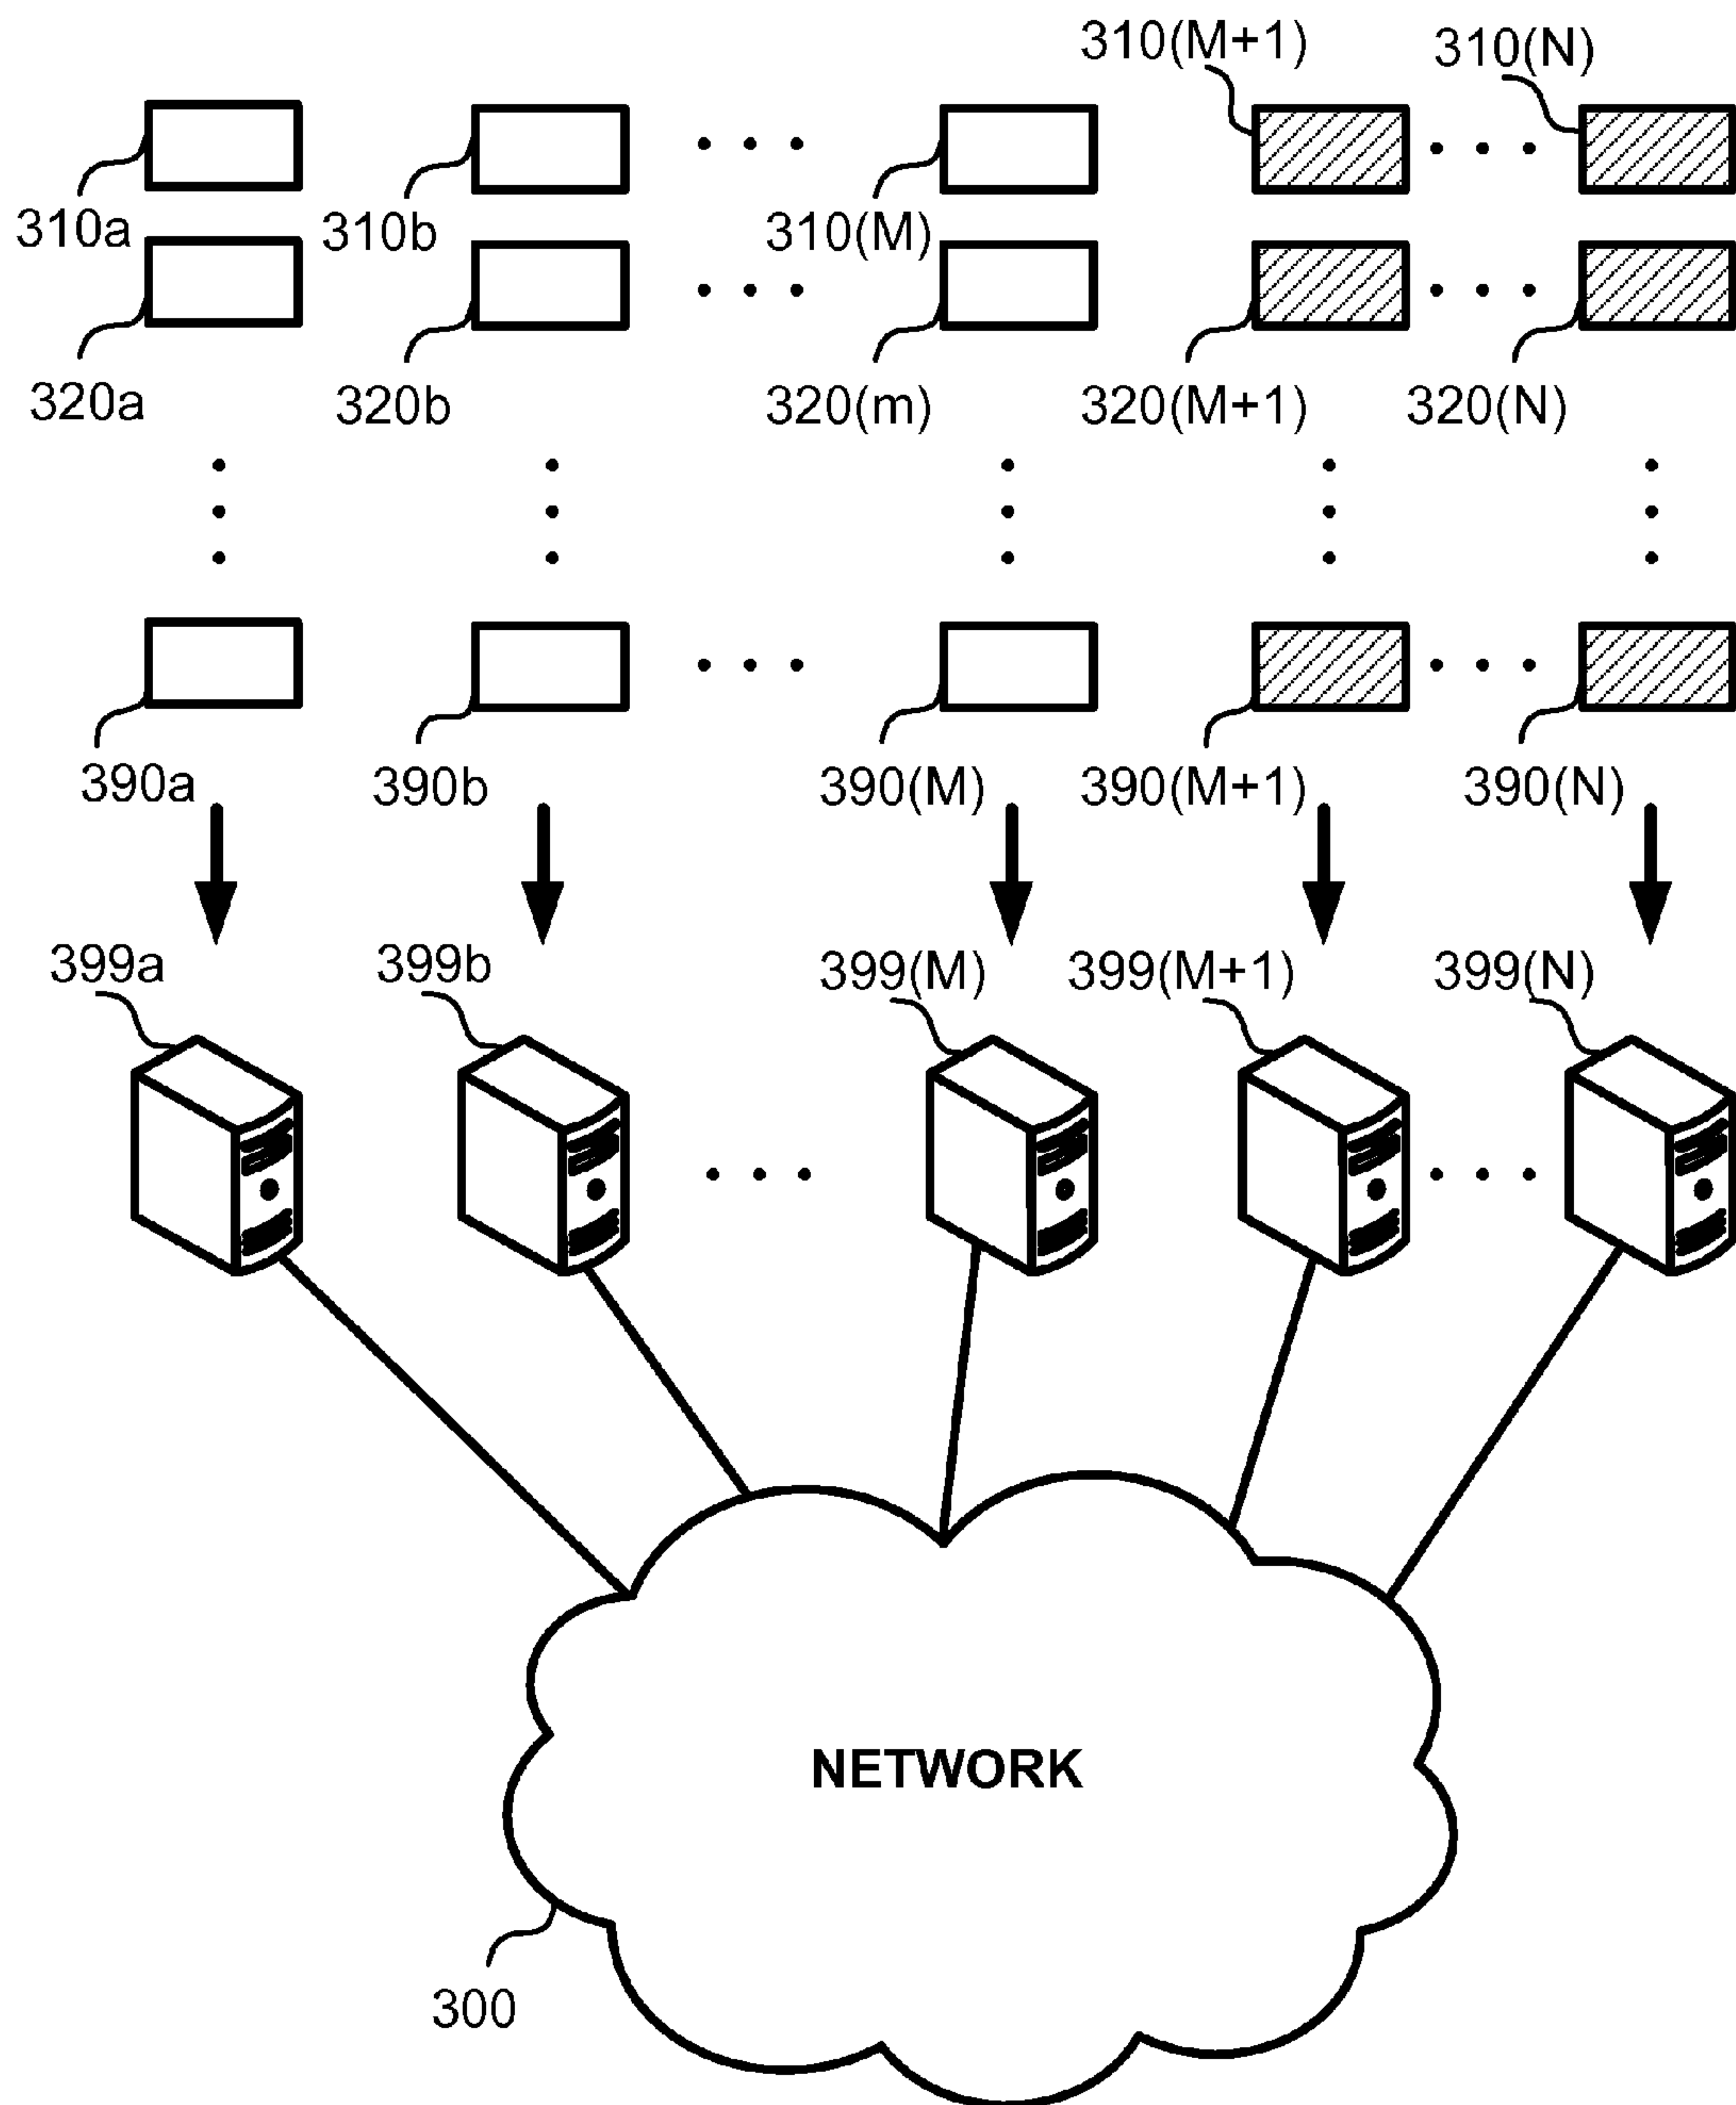 310(M+1) 310(N)
310a 310b 310(M)
320a 320b 320(m) 320(M+1) 320(N)
390a 390b 390(M) 390(M+1) 390(N)
399a 399b 399(M) 399(M+1) 399(N)
NETWORK
300